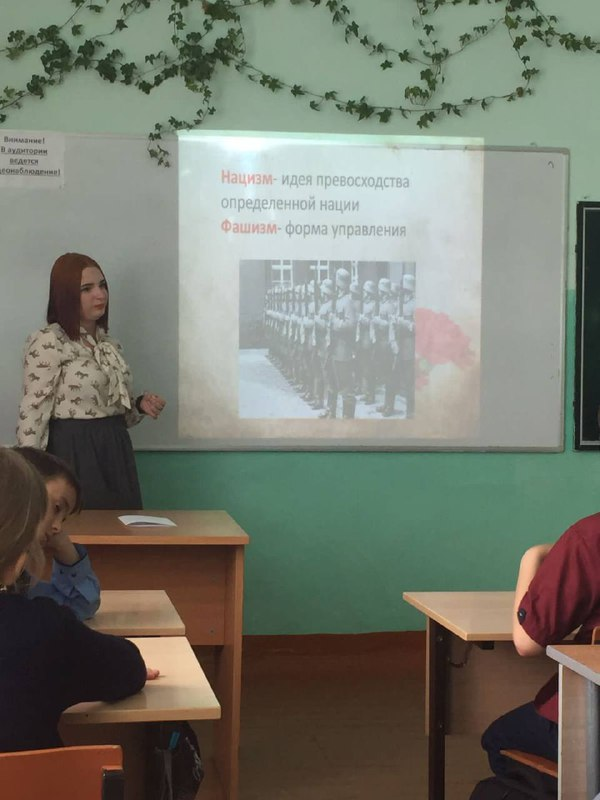 Внимание!
В аудитории
ведется
Нацизм- идея превосходства
определенной нации
Фашизм- форма управления